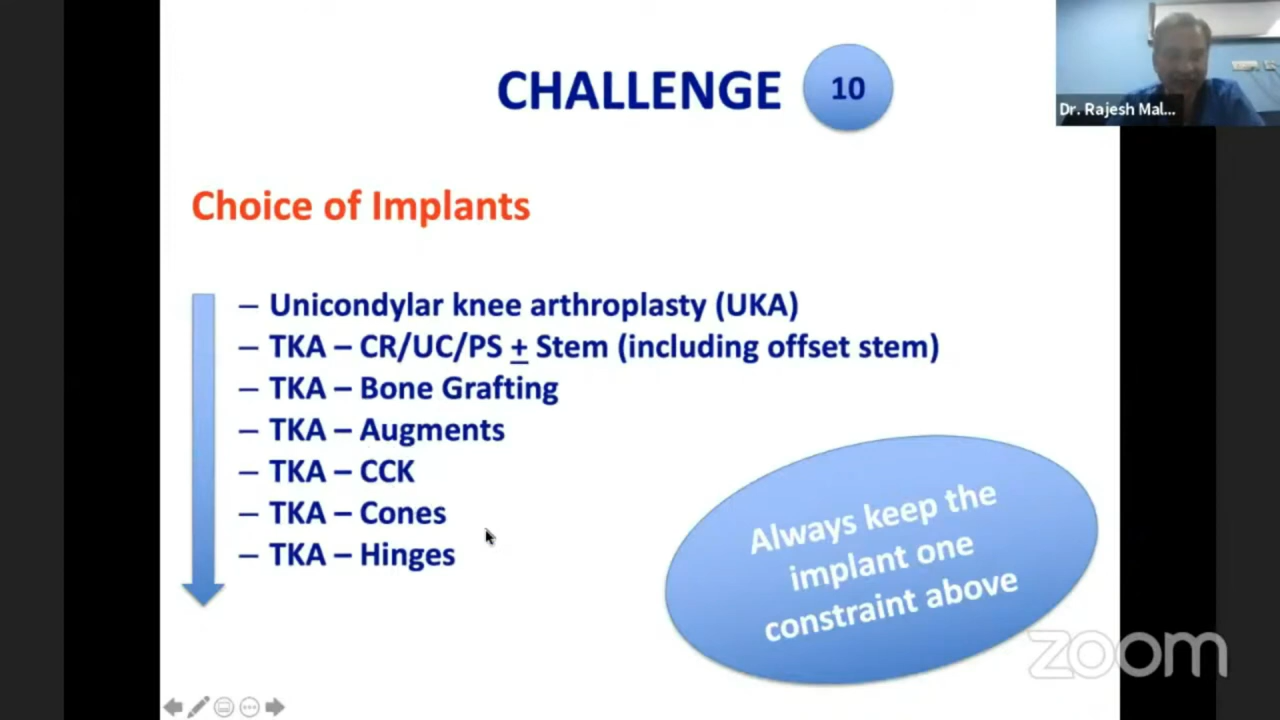 CHALLENGE 10
Dr. Rajesh Mal...
Choice of Implants
– Unicondylar knee arthroplasty (UKA)
– TKA – CR/UC/PS ± Stem (including offset stem)
– TKA – Bone Grafting
– TKA – Augments
– TKA – CCK
– TKA – Cones
– TKA – Hinges
Always keep the
implant one
constraint above
zoom